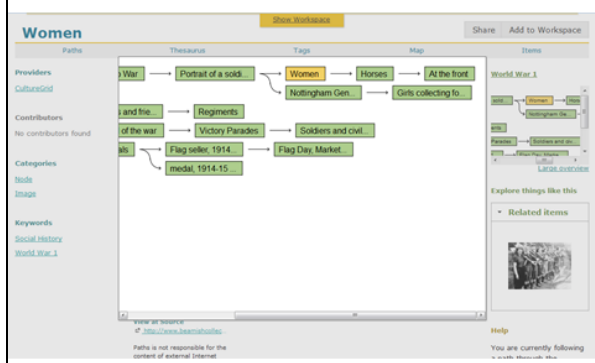 Show Workspace
Women
Share
Add to Workspace
Paths
Thesaurus
Tags
Map
Items
Providers
CultureGrid
Contributors
No contributors found
Categories
Node
Image
Keywords
Social History
World War 1
War
Portrait of a soldi...
Women
Horses
At the front
Nottingham Gen...
Girls collecting fo...
s and frie...
Regiments
of the war
Victory Parades
Soldiers and civil...
als
Flag seller, 1914...
Flag Day, Market...
medal, 1914-15 ...
World War 1
Women
Nottingham Ge...
Large overview
Explore things like this
Related items
View at Source
Paths is not responsible for the
content of external Internet
Help
You are currently following
a path through the